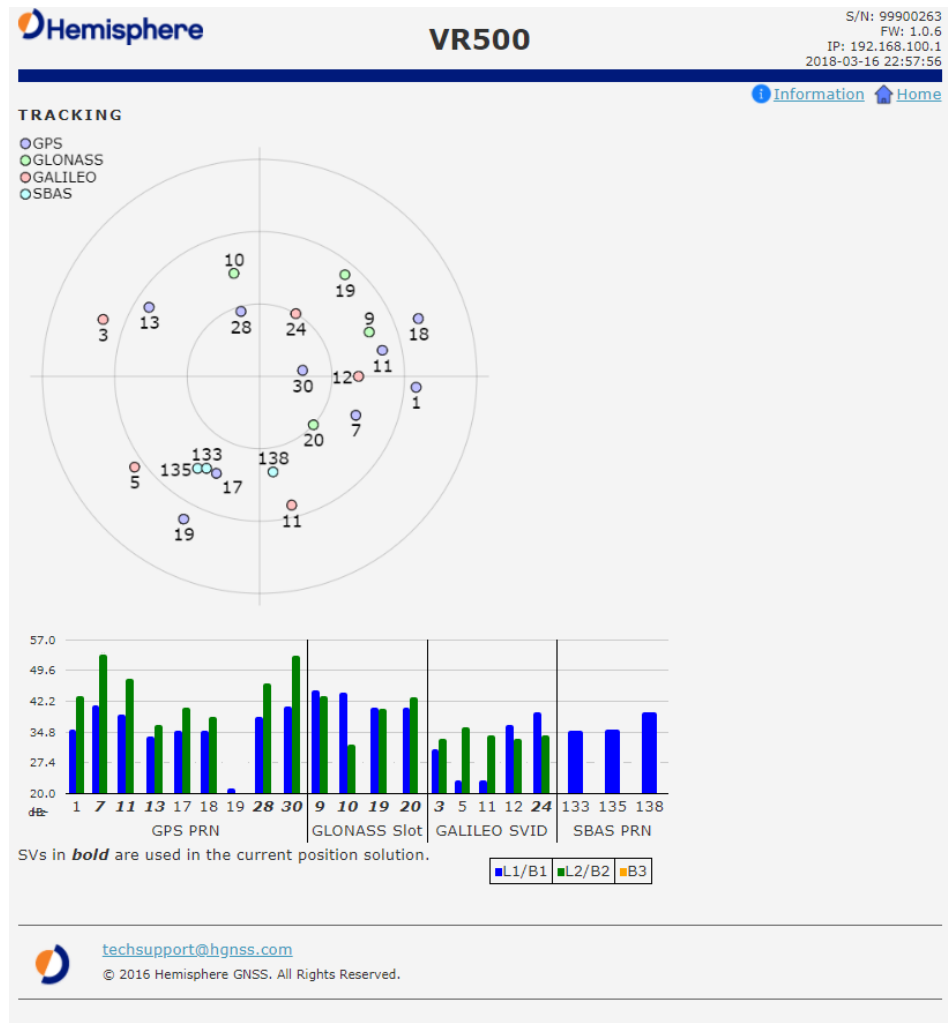 Hemisphere
VR500
S/N: 99900263
FW: 1.0.6
IP: 192.168.100.1
2018-03-16 22:57:56
Information Home
TRACKING
GPS
GLONASS
GALILEO
SBAS
10
19
3
13
28
24
9
18
11
30
12
1
7
20
133
135
138
5
17
11
19
57.0
49.6
42.2
34.8
27.4
20.0
dHz
1 7 11 13 17 18 19 28 30 9 10 19 20 3 5 11 12 24 133 135 138
GPS PRN GLONASS Slot GALILEO SVID SBAS PRN
SVs in bold are used in the current position solution.
L1/B1 L2/B2 B3
techsupport@hgnss.com
© 2016 Hemisphere GNSS. All Rights Reserved.